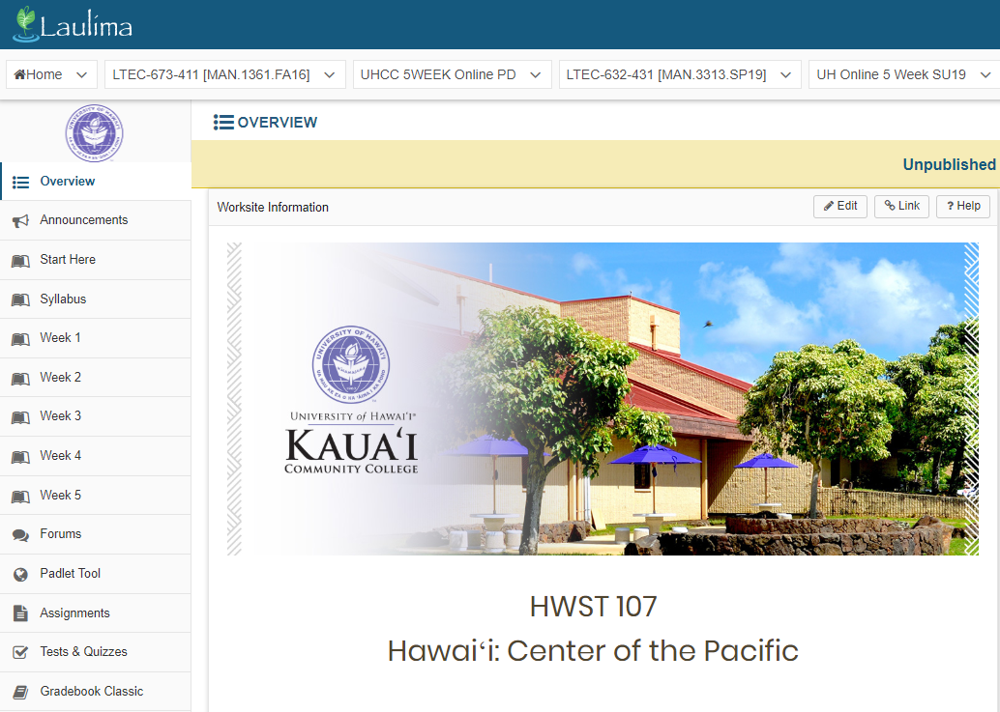 Laulima
Home
LTEC-673-411 [MAN.1361.FA16]
UHCC 5WEEK Online PD
LTEC-632-431 [MAN.3313.SP19]
UH Online 5 Week SU19
OVERVIEW
Unpublished
Overview
Announcements
Start Here
Syllabus
Week 1
Week 2
Week 3
Week 4
Week 5
Forums
Padlet Tool
Assignments
Tests & Quizzes
Gradebook Classic
Worksite Information
Edit
Link
? Help
UNIVERSITY OF HAWAI‘I
UNIVERSITY of HAWAI‘I®
KAUA‘I
COMMUNITY COLLEGE
HWST 107
Hawaiʻi: Center of the Pacific